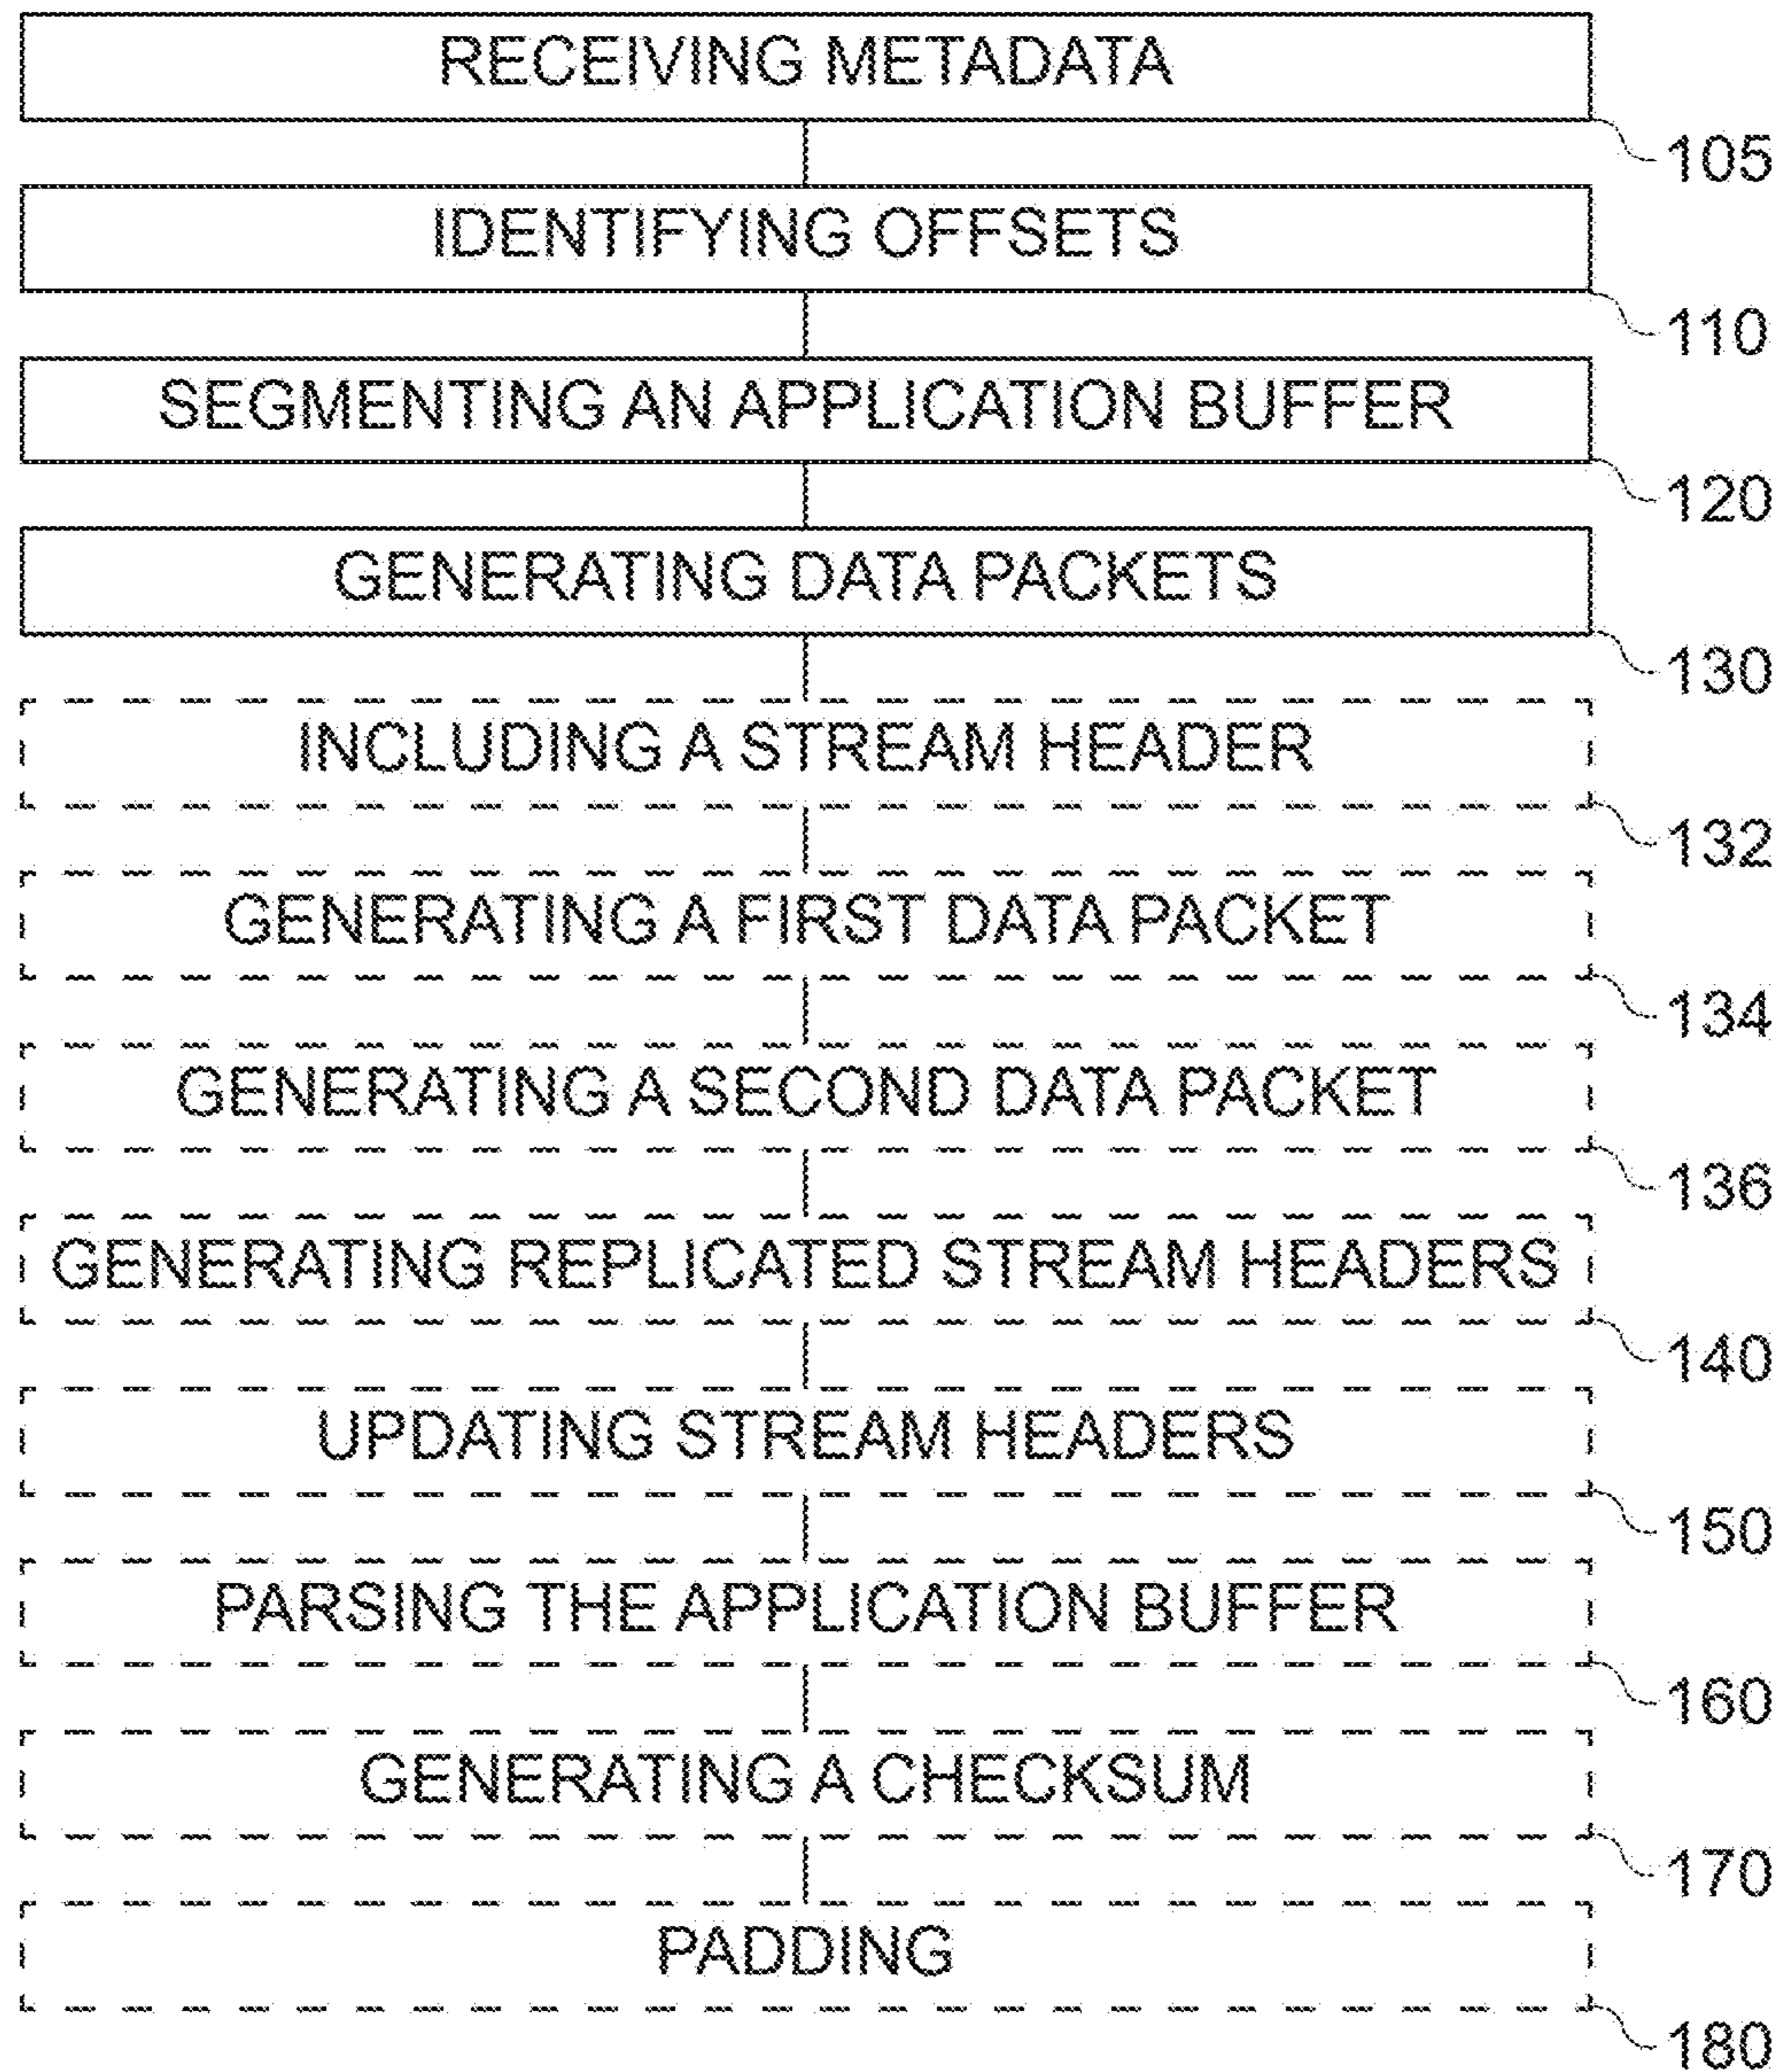 RECEIVING METADATA
105
IDENTIFYING OFFSETS
110
SEGMENTING AN APPLICATION BUFFER
120
GENERATING DATA PACKETS
130
INCLUDING A STREAM HEADER
132
GENERATING A FIRST DATA PACKET
134
GENERATING A SECOND DATA PACKET
136
GENERATING REPLICATED STREAM HEADERS
140
UPDATING STREAM HEADERS
150
PARSING THE APPLICATION BUFFER
160
GENERATING A CHECKSUM
170
PADDING
180